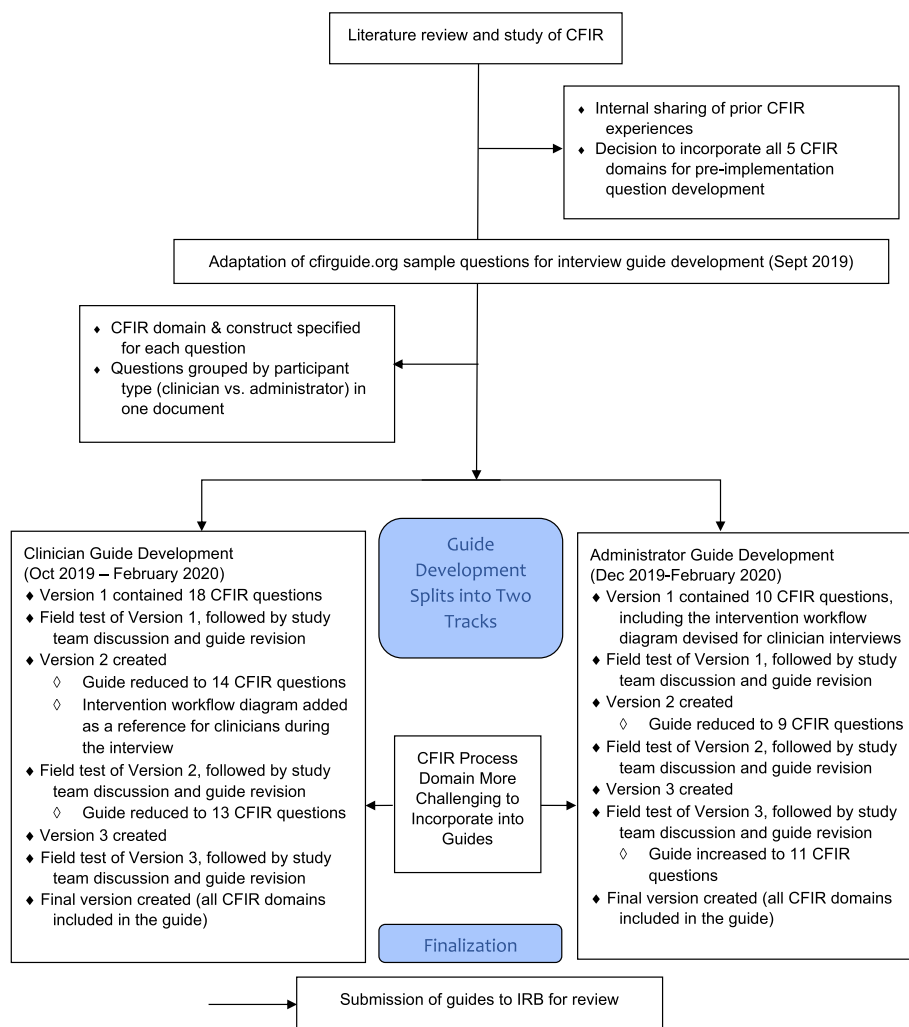 Literature review and study of CFIR
♦ Internal sharing of prior CFIR
experiences
♦ Decision to incorporate all 5 CFIR
domains for pre-implementation
question development
Adaptation of cfirguide.org sample questions for interview guide development (Sept 2019)
♦ CFIR domain & construct specified
for each question
♦ Questions grouped by participant
type (clinician vs. administrator) in
one document
Clinician Guide Development
(Oct 2019 – February 2020)
♦ Version 1 contained 18 CFIR questions
♦ Field test of Version 1, followed by study
team discussion and guide revision
♦ Version 2 created
◊ Guide reduced to 14 CFIR questions
◊ Intervention workflow diagram added
as a reference for clinicians during
the interview
♦ Field test of Version 2, followed by study
team discussion and guide revision
◊ Guide reduced to 13 CFIR questions
♦ Version 3 created
♦ Field test of Version 3, followed by study
team discussion and guide revision
♦ Final version created (all CFIR domains
included in the guide)
Guide
Development
Splits into Two
Tracks
CFIR Process
Domain More
Challenging to
Incorporate into
Guides
Finalization
Administrator Guide Development
(Dec 2019-February 2020)
♦ Version 1 contained 10 CFIR questions,
including the intervention workflow
diagram devised for clinician interviews
♦ Field test of Version 1, followed by study
team discussion and guide revision
♦ Version 2 created
◊ Guide reduced to 9 CFIR questions
♦ Field test of Version 2, followed by study
team discussion and guide revision
♦ Version 3 created
♦ Field test of Version 3, followed by study
team discussion and guide revision
◊ Guide increased to 11 CFIR
questions
♦ Final version created (all CFIR domains
included in the guide)
Submission of guides to IRB for review